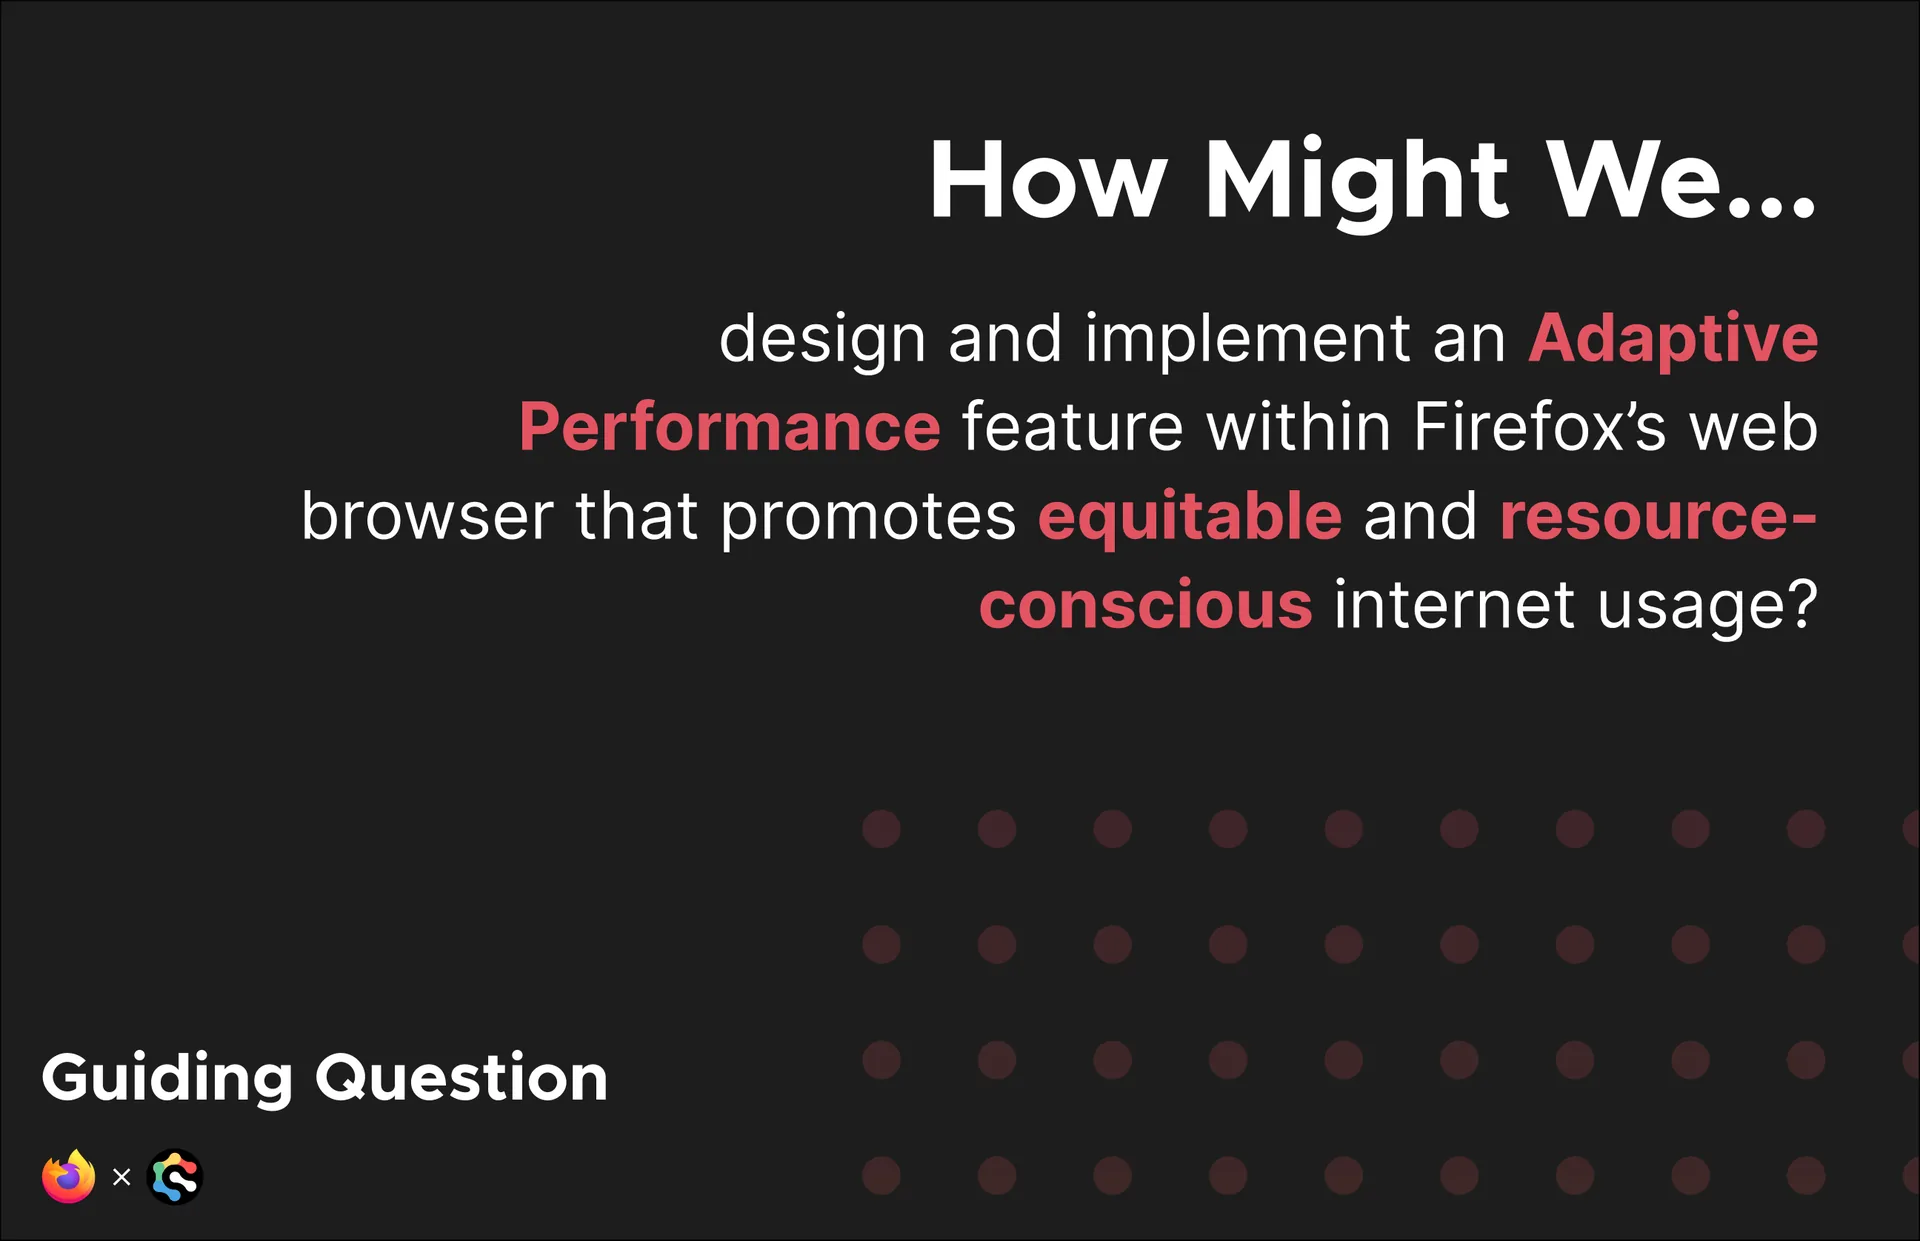 How Might We...
design and implement an Adaptive
Performance feature within Firefox’s web
browser that promotes equitable and resource-
conscious internet usage?
Guiding Question
×